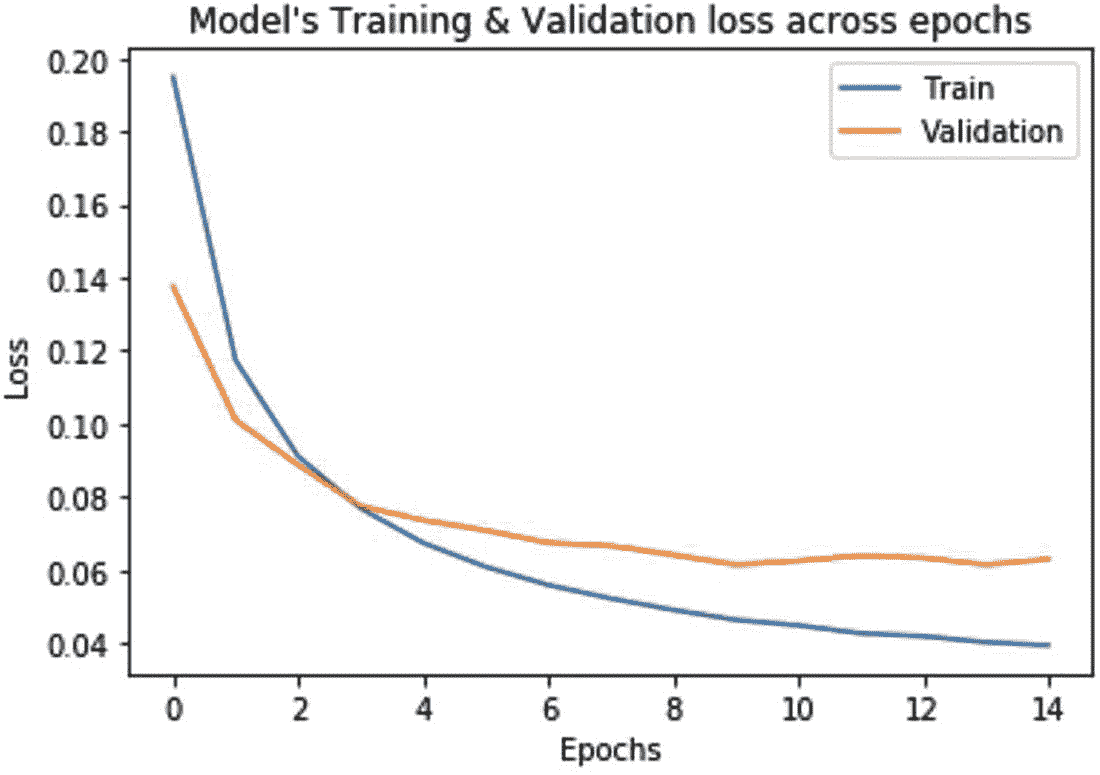 Model's Training & Validation loss across epochs
0.20
Train
0.18
Validation
0.16
0.14
0.12
Loss
0.10
0.08
0.06
0.04
0 2 4 6 8 10 12 14
Epochs